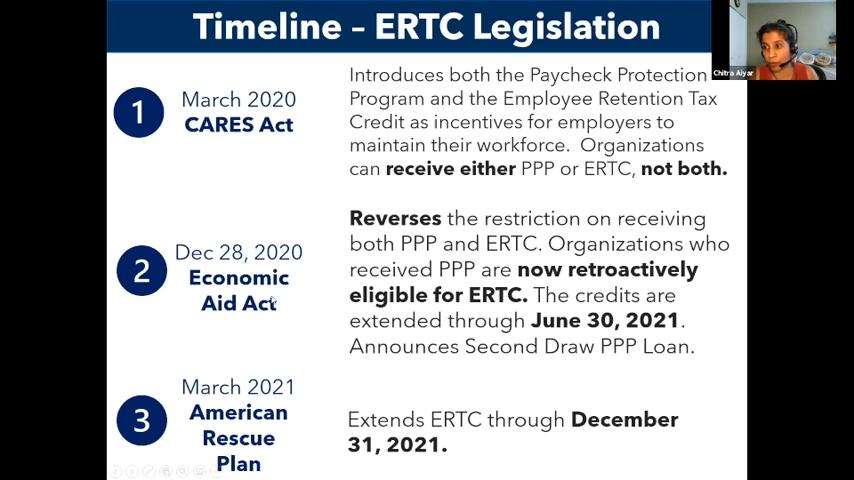 Timeline – ERTC Legislation
Chitra Aiyar
1
March 2020
CARES Act
Introduces both the Paycheck Protection
Program and the Employee Retention Tax
Credit as incentives for employers to
maintain their workforce. Organizations
can receive either PPP or ERTC, not both.
2
Dec 28, 2020
Economic
Aid Act
Reverses the restriction on receiving
both PPP and ERTC. Organizations who
received PPP are now retroactively
eligible for ERTC. The credits are
extended through June 30, 2021.
Announces Second Draw PPP Loan.
3
March 2021
American
Rescue
Plan
Extends ERTC through December
31, 2021.